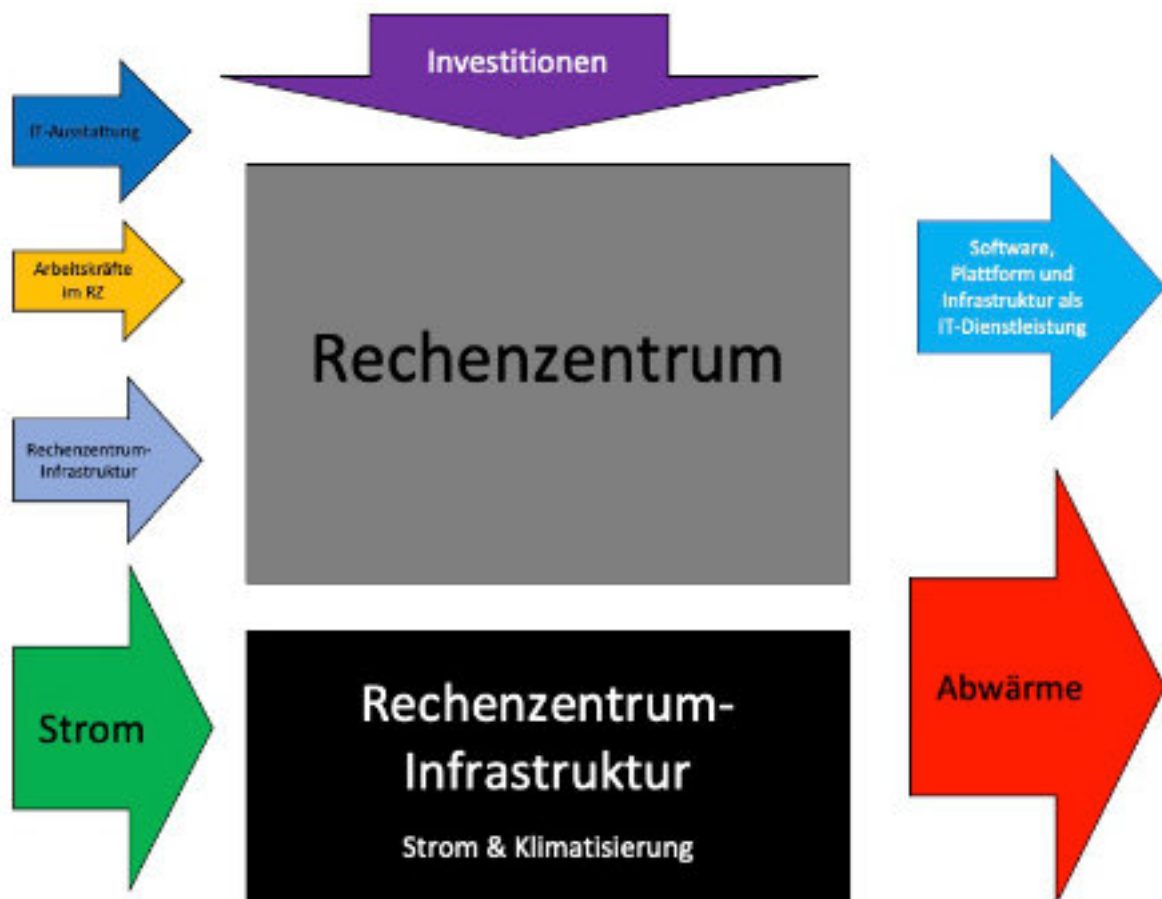 Investitionen
IT-Ausstattung
Arbeitskräfte
im RZ
Rechenzentrum-
Infrastruktur
Strom
Rechenzentrum
Rechenzentrum-
Infrastruktur
Strom & Klimatisierung
Software,
Plattform und
Infrastruktur als
IT-Dienstleistung
Abwärme